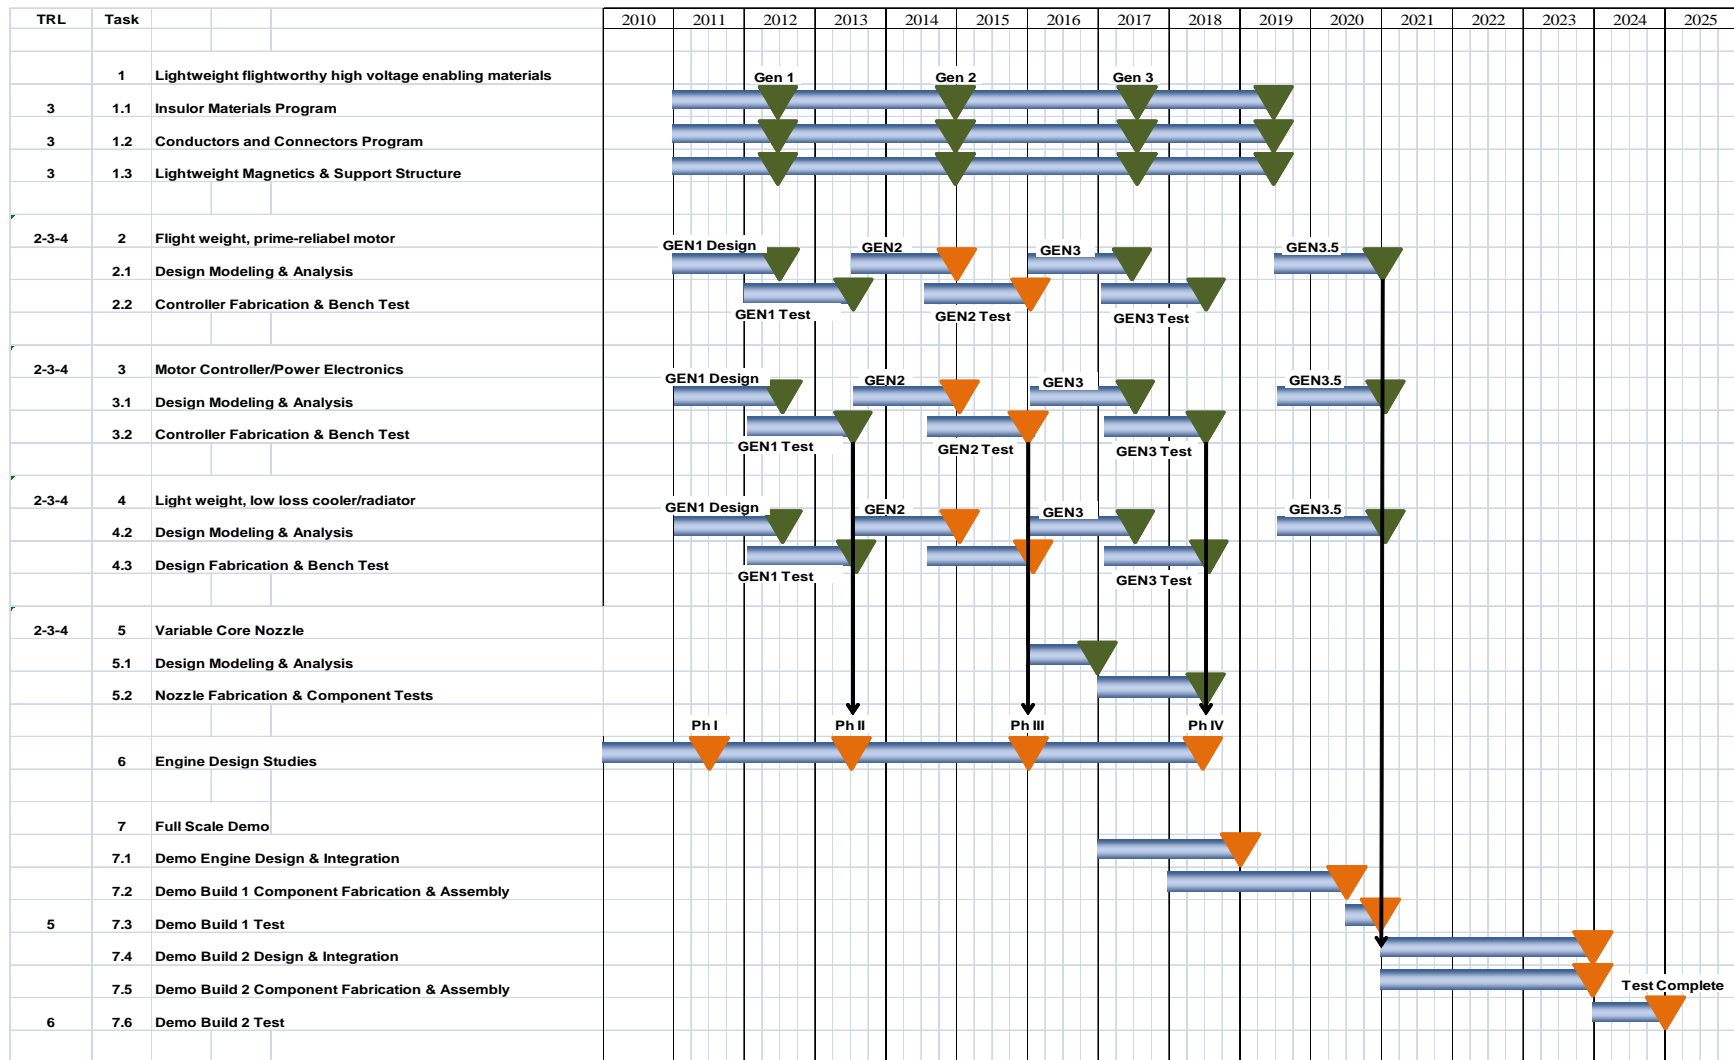 TRL Task 2010 2011 2012 2013 2014 2015 2016 2017 2018 2019 2020 2021 2022 2023 2024 2025
1 Lightweight flightworthy high voltage enabling materials Gen 1 Gen 2 Gen 3
3 1.1 Insulor Materials Program
3 1.2 Conductors and Connectors Program
3 1.3 Lightweight Magnetics & Support Structure
2-3-4 2 Flight weight, prime-reliabel motor GEN1 Design GEN2 GEN3 GEN3.5
2.1 Design Modeling & Analysis
2.2 Controller Fabrication & Bench Test
GEN1 Test GEN2 Test GEN3 Test
2-3-4 3 Motor Controller/Power Electronics
GEN1 Design GEN2 GEN3 GEN3.5
3.1 Design Modeling & Analysis
3.2 Controller Fabrication & Bench Test
GEN1 Test GEN2 Test GEN3 Test
2-3-4 4 Light weight, low loss cooler/radiator
GEN1 Design GEN2 GEN3 GEN3.5
4.2 Design Modeling & Analysis
4.3 Design Fabrication & Bench Test
GEN1 Test GEN3 Test
2-3-4 5 Variable Core Nozzle
5.1 Design Modeling & Analysis
5.2 Nozzle Fabrication & Component Tests
Ph I Ph II Ph III Ph IV
6 Engine Design Studies
7 Full Scale Demo
7.1 Demo Engine Design & Integration
7.2 Demo Build 1 Component Fabrication & Assembly
5 7.3 Demo Build 1 Test
7.4 Demo Build 2 Design & Integration
7.5 Demo Build 2 Component Fabrication & Assembly Test Complete
6 7.6 Demo Build 2 Test